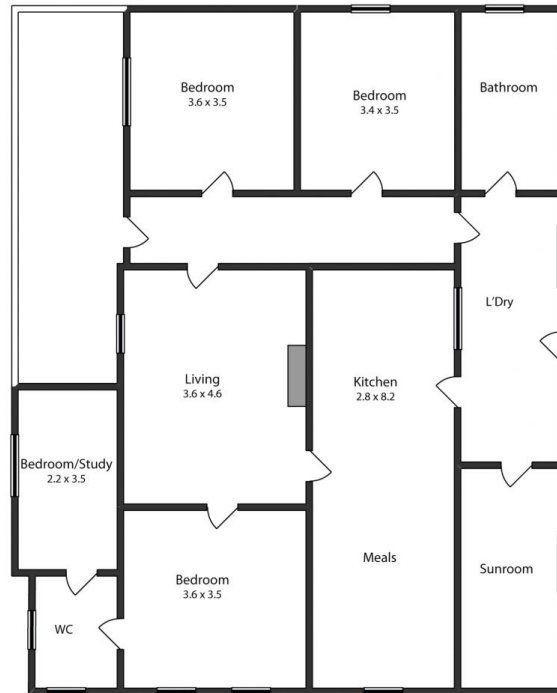 Bedroom
3.6 x 3.5
Bedroom
3.4 x 3.5
Bathroom
L'Dry
Living
3.6 x 4.6
Kitchen
2.8 x 8.2
Bedroom/Study
2.2 x 3.5
Meals
Sunroom
Bedroom
3.6 x 3.5
WC